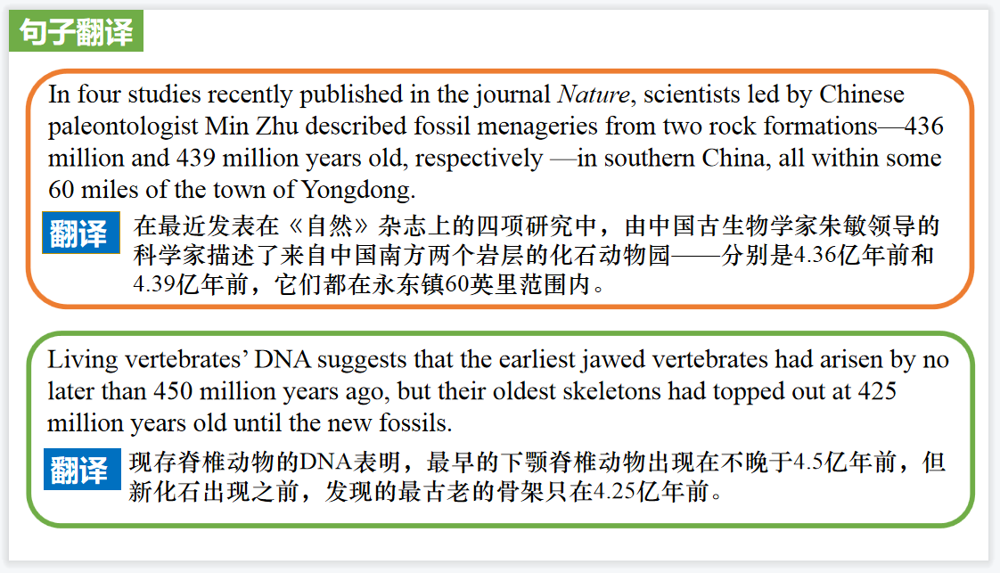 句子翻译
In four studies recently published in the journal Nature, scientists led by Chinese
paleontologist Min Zhu described fossil menageries from two rock formations—436
million and 439 million years old, respectively —in southern China, all within some
60 miles of the town of Yongdong.
翻译
在最近发表在《自然》杂志上的四项研究中，由中国古生物学家朱敏领导的
科学家描述了来自中国南方两个岩层的化石动物园——分别是4.36亿年前和
4.39亿年前，它们都在永东镇60英里范围内。
Living vertebrates’ DNA suggests that the earliest jawed vertebrates had arisen by no
later than 450 million years ago, but their oldest skeletons had topped out at 425
million years old until the new fossils.
翻译
现存脊椎动物的DNA表明，最早的下颚脊椎动物出现在不晚于4.5亿年前，但
新化石出现之前，发现的最古老的骨架只在4.25亿年前。